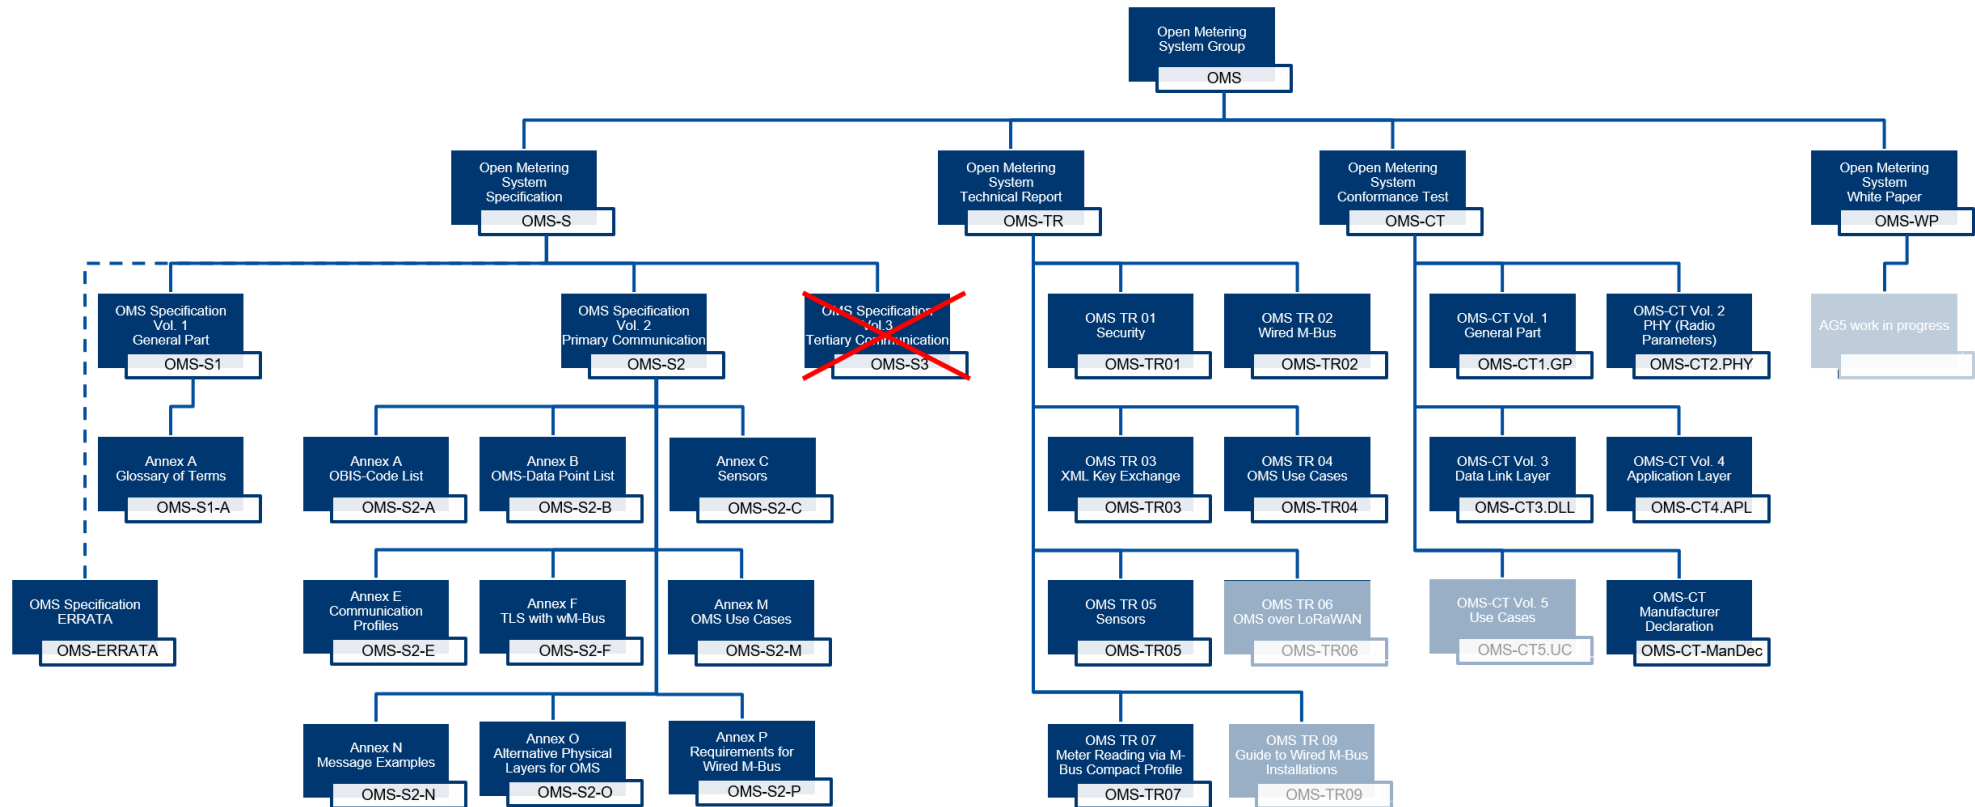 Open Metering
System Group
OMS
Open Metering
System
Specification
OMS-S
Open Metering
System
Technical Report
OMS-TR
Open Metering
System
Conformance Test
OMS-CT
Open Metering
System
White Paper
OMS-WP
OMS Specification
Vol. 1
General Part
OMS-S1
OMS Specification
Vol. 2
Primary Communication
OMS-S2
OMS Specification
Vol.3
Tertiary Communication
OMS-S3
OMS TR 01
Security
OMS-TR01
OMS TR 02
Wired M-Bus
OMS-TR02
OMS-CT Vol. 1
General Part
OMS-CT1.GP
OMS-CT Vol. 2
PHY (Radio
Parameters)
OMS-CT2.PHY
AG5 work in progress
Annex A
Glossary of Terms
OMS-S1-A
Annex A
OBIS-Code List
OMS-S2-A
Annex B
OMS-Data Point List
OMS-S2-B
Annex C
Sensors
OMS-S2-C
OMS TR 03
XML Key Exchange
OMS-TR03
OMS TR 04
OMS Use Cases
OMS-TR04
OMS-CT Vol. 3
Data Link Layer
OMS-CT3.DLL
OMS-CT Vol. 4
Application Layer
OMS-CT4.APL
OMS Specification
ERRATA
OMS-ERRATA
Annex E
Communication
Profiles
OMS-S2-E
Annex F
TLS with wM-Bus
OMS-S2-F
Annex M
OMS Use Cases
OMS-S2-M
OMS TR 05
Sensors
OMS-TR05
OMS TR 06
OMS over LoRaWAN
OMS-TR06
OMS-CT Vol. 5
Use Cases
OMS-CT5.UC
OMS-CT
Manufacturer
Declaration
OMS-CT-ManDec
Annex N
Message Examples
OMS-S2-N
Annex O
Alternative Physical
Layers for OMS
OMS-S2-O
Annex P
Requirements for
Wired M-Bus
OMS-S2-P
OMS TR 07
Meter Reading via M-
Bus Compact Profile
OMS-TR07
OMS TR 09
Guide to Wired M-Bus
Installations
OMS-TR09